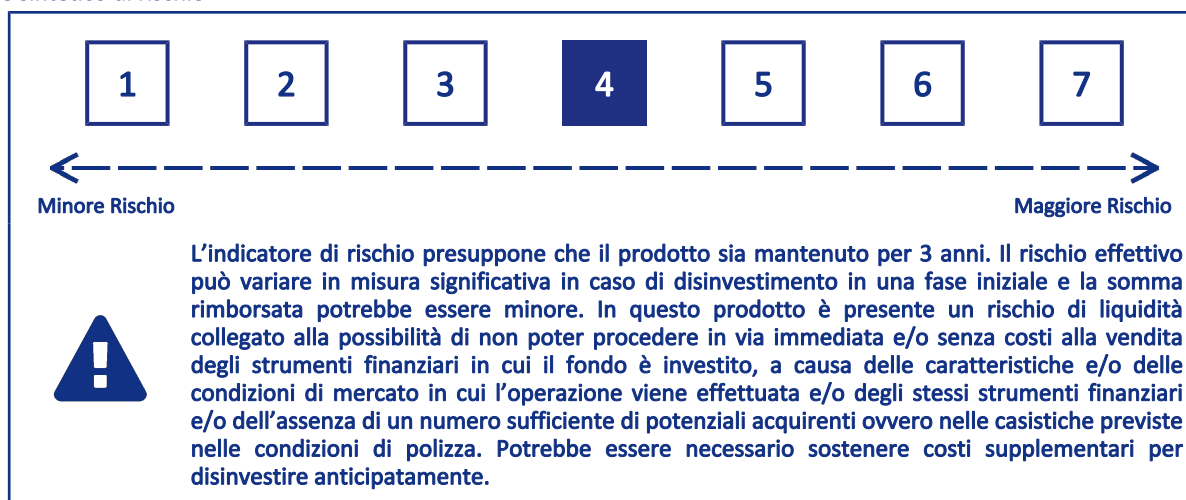 1 2 3 4 5 6 7
Minore Rischio Maggiore Rischio
L’indicatore di rischio presuppone che il prodotto sia mantenuto per 3 anni. Il rischio effettivo
può variare in misura significativa in caso di disinvestimento in una fase iniziale e la somma
rimborsata potrebbe essere minore. In questo prodotto è presente un rischio di liquidità
collegato alla possibilità di non poter procedere in via immediata e/o senza costi alla vendita
degli strumenti finanziari in cui il fondo è investito, a causa delle caratteristiche e/o delle
condizioni di mercato in cui l’operazione viene effettuata e/o degli stessi strumenti finanziari
e/o dell’assenza di un numero sufficiente di potenziali acquirenti ovvero nelle casistiche previste
nelle condizioni di polizza. Potrebbe essere necessario sostenere costi supplementari per
disinvestire anticipatamente.